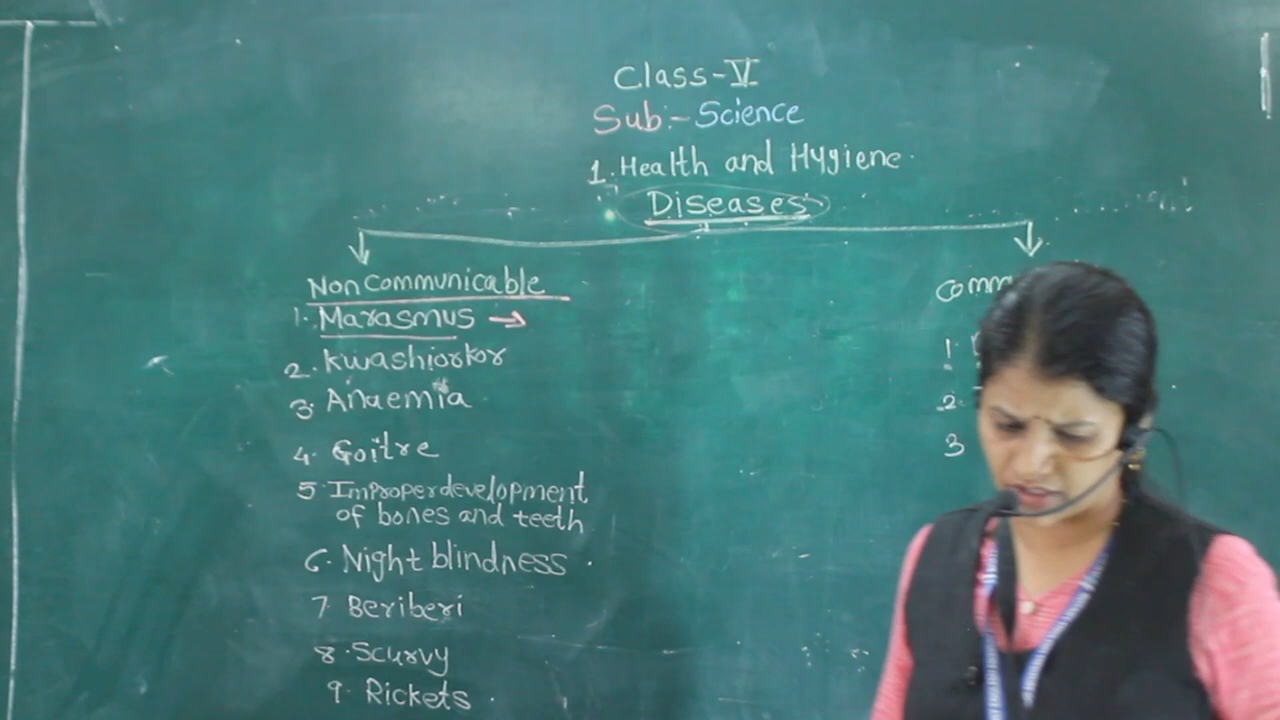 Class-VI
Sub:-Science
1.Health and Hygiene.
Diseases
Non Communicable
1. Marasmus →
2. Kwashiorkor
3. Anaemia
4. Goitre
5. Improper development
of bones and teeth
6. Night blindness.
7 Beriberi
8. Scurvy
9. Rickets.
comm
1.
2.
3